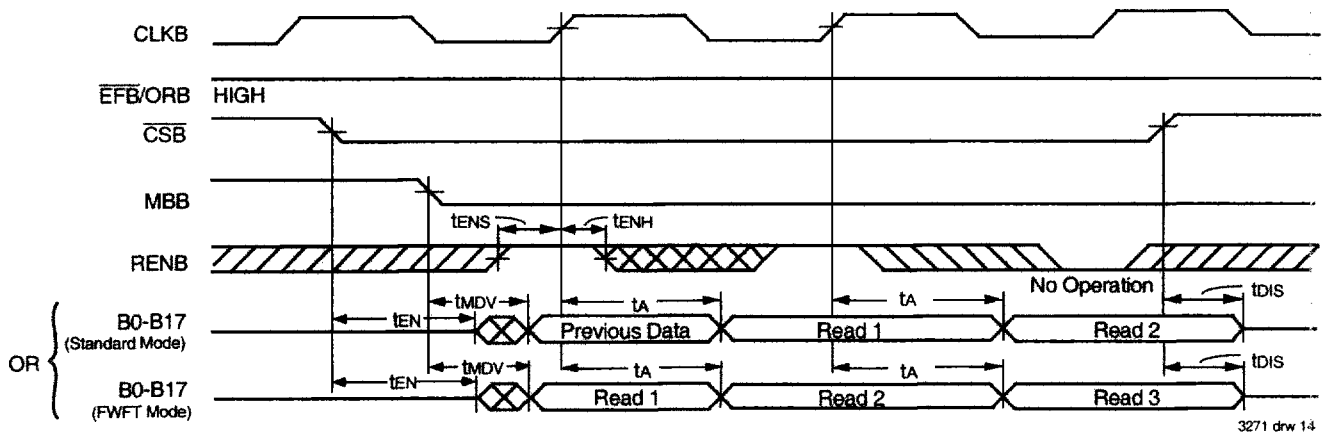 CLKB
EFB/ORB HIGH
CSB
MBB
tENS tENH
RENB
No Operation
tMDV tA tA tDIS
tEN
B0-B17
(Standard Mode)
Previous Data Read 1 Read 2
OR
tMDV tA tA tDIS
tEN
B0-B17
(FWFT Mode)
Read 1 Read 2 Read 3
3271 drw 14